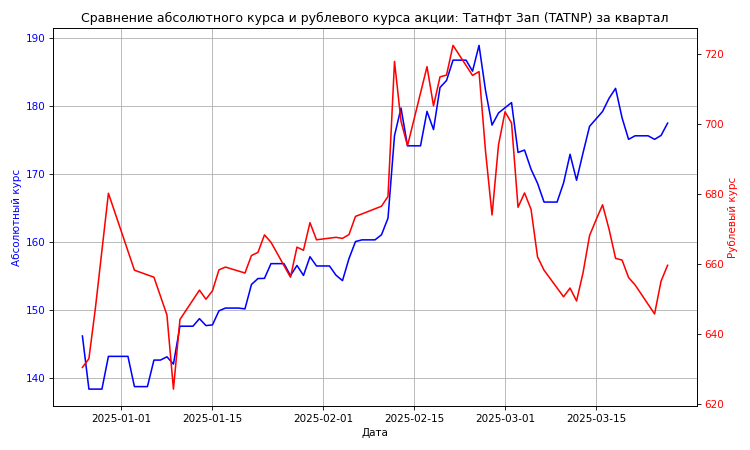 Сравнение абсолютного курса и рублевого курса акции: Татнфт 3ап (TATNP) за квартал
Абсолютный курс
190
180
170
160
150
140
720
700
680
660
640
620
Рублевый курс
2025-01-01 2025-01-15 2025-02-01 2025-02-15 2025-03-01 2025-03-15
Дата